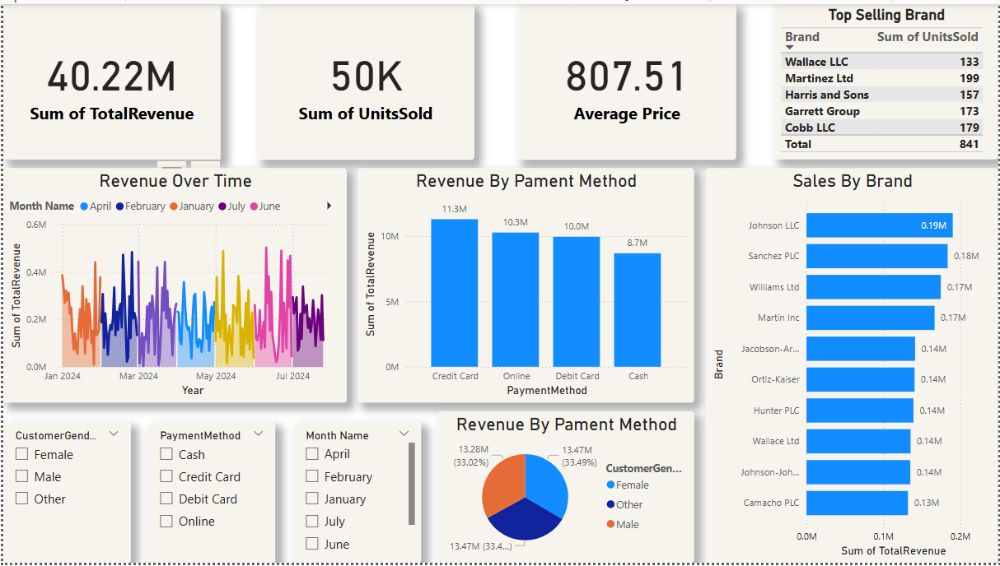 40.22M
Sum of TotalRevenue
50K
Sum of UnitsSold
807.51
Average Price
Top Selling Brand
Brand Sum of UnitsSold
Wallace LLC 133
Martinez Ltd 199
Harris and Sons 157
Garrett Group 173
Cobb LLC 179
Total 841
Revenue Over Time
Month Name April February January July June
Sum of TotalRevenue
0.6M
0.4M
0.2M
0.0M
Jan 2024 Mar 2024 May 2024 Jul 2024
Year
Revenue By Pament Method
Sum of TotalRevenue
10M
5M
0M
11.3M
10.3M
10.0M
8.7M
Credit Card Online Debit Card Cash
PaymentMethod
Sales By Brand
Brand
Johnson LLC 0.19M
Sanchez PLC 0.18M
Williams Ltd 0.17M
Martin Inc 0.17M
Jacobson-Ar... 0.14M
Ortiz-Kaiser 0.14M
Hunter PLC 0.14M
Wallace Ltd 0.14M
Johnson-Joh... 0.14M
Camacho PLC 0.13M
0.0M 0.1M 0.2M
Sum of TotalRevenue
CustomerGend...
Female
Male
Other
PaymentMethod
Cash
Credit Card
Debit Card
Online
Month Name
April
February
January
July
June
Revenue By Pament Method
13.28M
(33.02%)
13.47M
(33.49%)
13.47M (33.4...)
CustomerGen...
Female
Other
Male